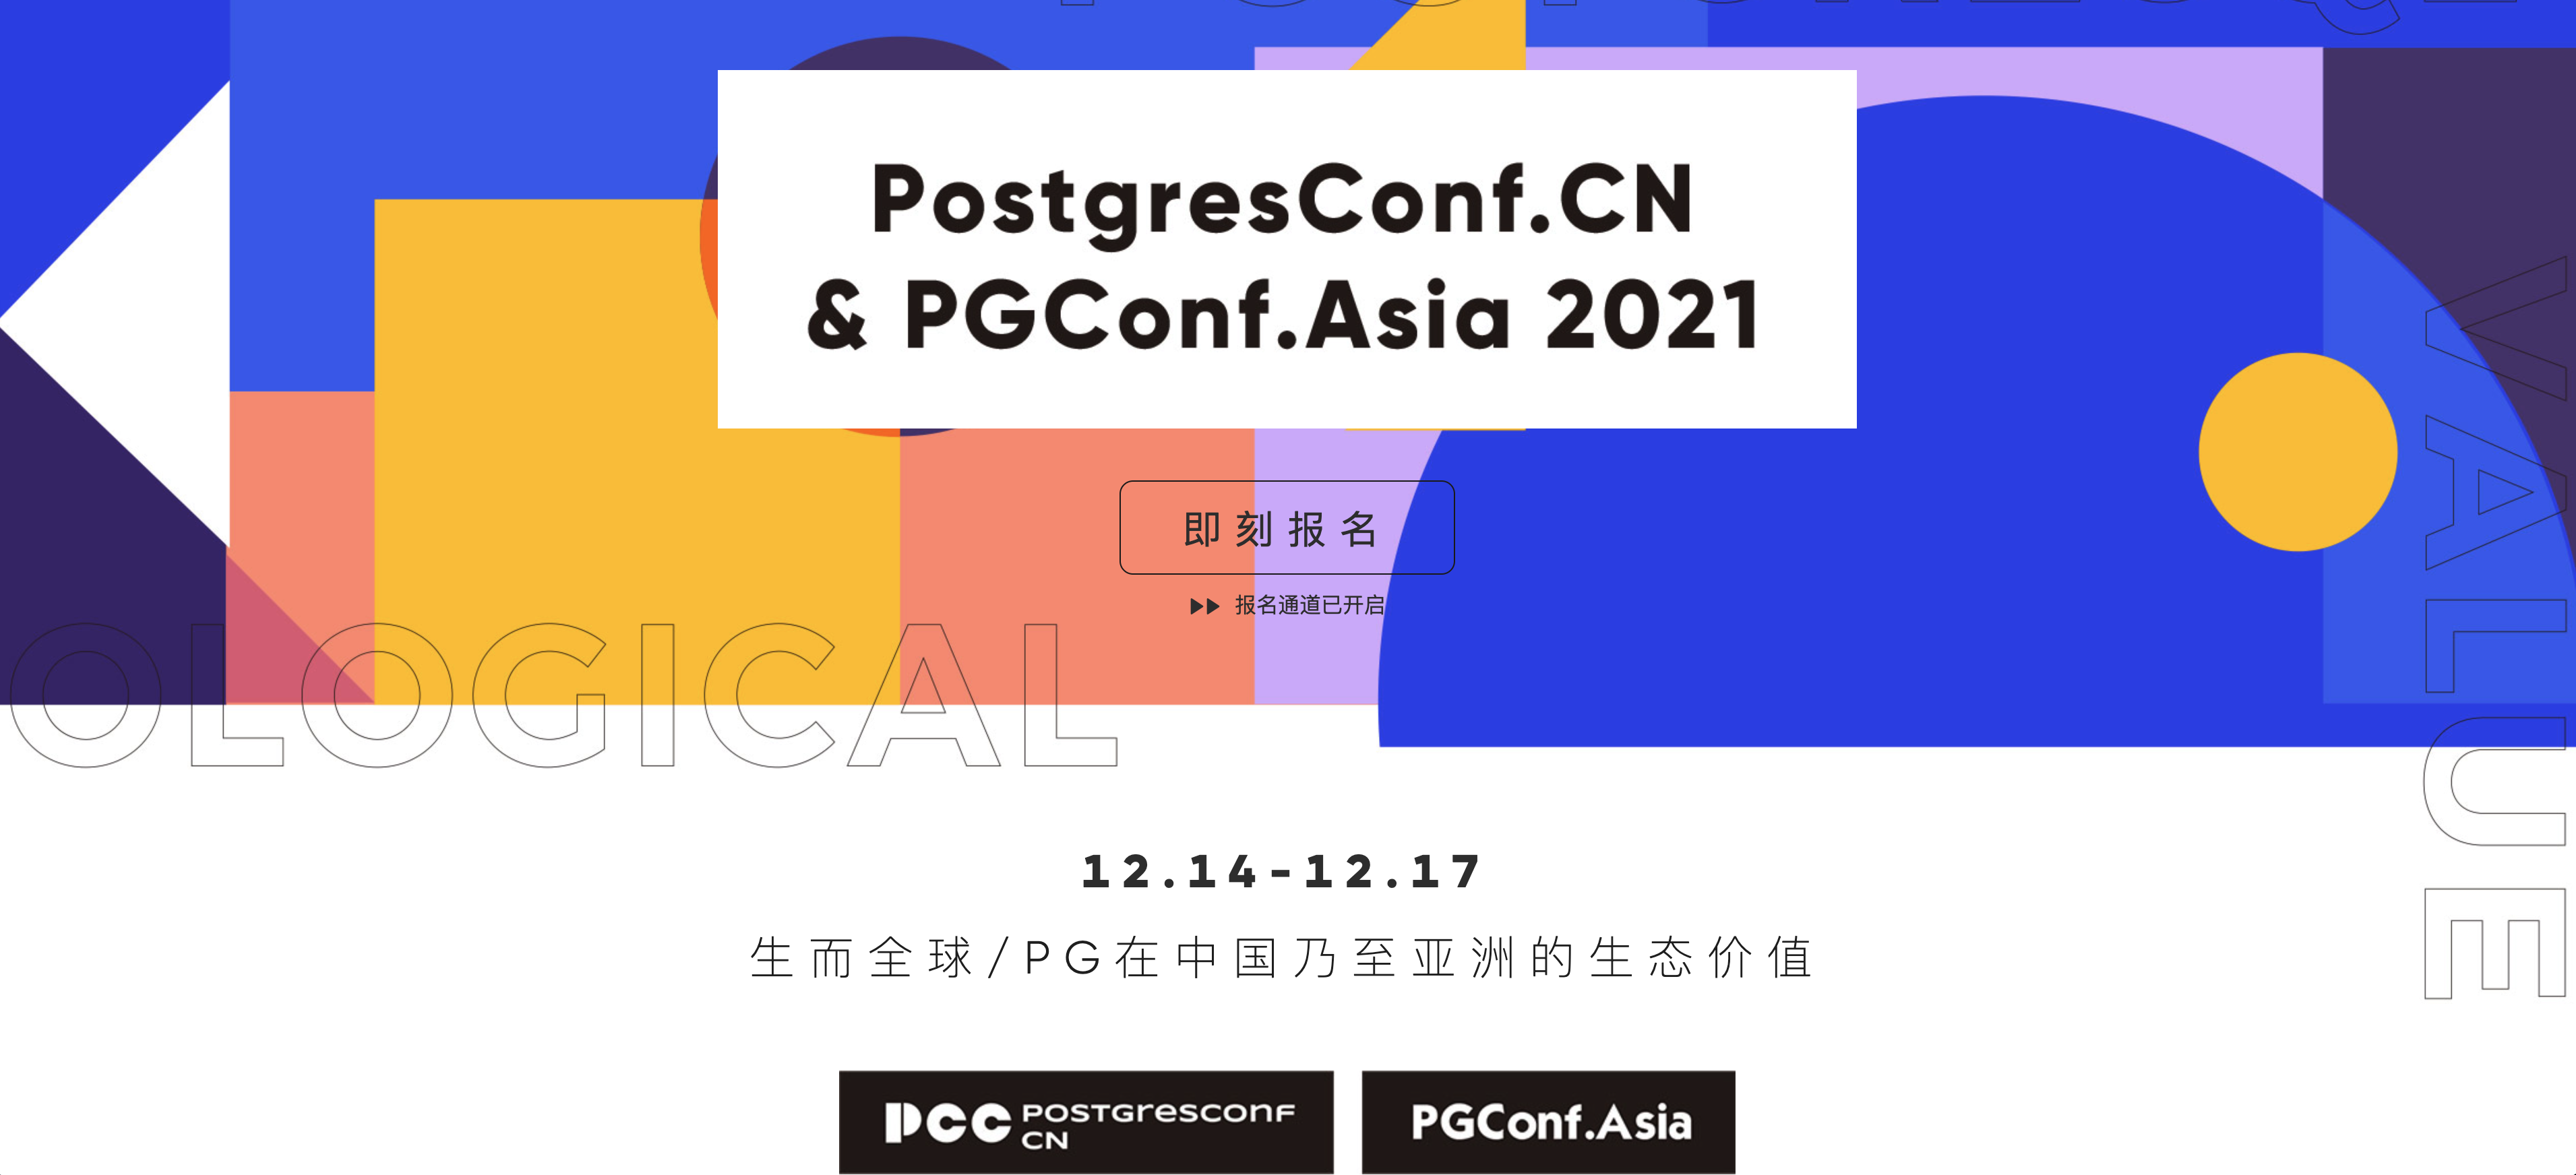 PostgresConf.CN
& PGConf.Asia 2021
即刻报名
报名通道已开启
OLOGICAL
VALUE
12.14-12.17
生而全球/PG在中国乃至亚洲的生态价值
PCC POSTGRESCONF
CN
PGConf.Asia